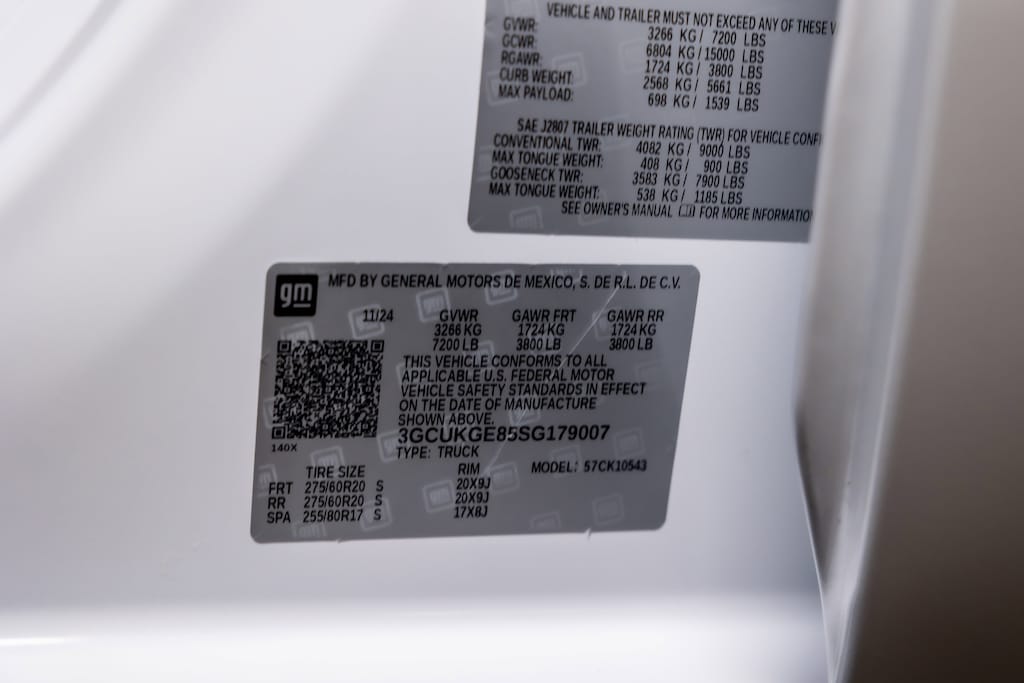 VEHICLE AND TRAILER MUST NOT EXCEED ANY OF THESE
GVWR: 3266 KG/ 7200 LBS
GCWR: 6804 KG/15000 LBS
RGAWR: 1724 KG/ 3800 LBS
CURB WEIGHT: 2568 KG/ 5661 LBS
MAX PAYLOAD: 698 KG/ 1539 LBS
SAE J2807 TRAILER WEIGHT RATING (TWR) FOR VEHICLE
CONVENTIONAL TWR: 4082 KG/ 9000 LBS
MAX TONGUE WEIGHT: 408 KG/ 900 LBS
GOOSENECK TWR: 3583 KG/ 7900 LBS
MAX TONGUE WEIGHT: 538 KG/ 1185 LBS
SEE OWNER'S MANUAL FOR MORE INFORMATIO
gm MFD BY GENERAL MOTORS DE MEXICO, S. DE R.L. DE C.V.
11/24 GVWR GAWR FRT GAWR RR
3266 KG 1724 KG 1724 KG
7200 LB 3800 LB 3800 LB
THIS VEHICLE CONFORMS TO ALL
APPLICABLE U.S. FEDERAL MOTOR
VEHICLE SAFETY STANDARDS IN EFFECT
ON THE DATE OF MANUFACTURE
SHOWN ABOVE.
3GCUKGE85SG179007
140X
TYPE: TRUCK
TIRE SIZE RIM MODEL: 57CK10543
FRT 275/60R20 S 20X9J
RR 275/60R20 S 20X9J
SPA 255/80R17 S 17X8J